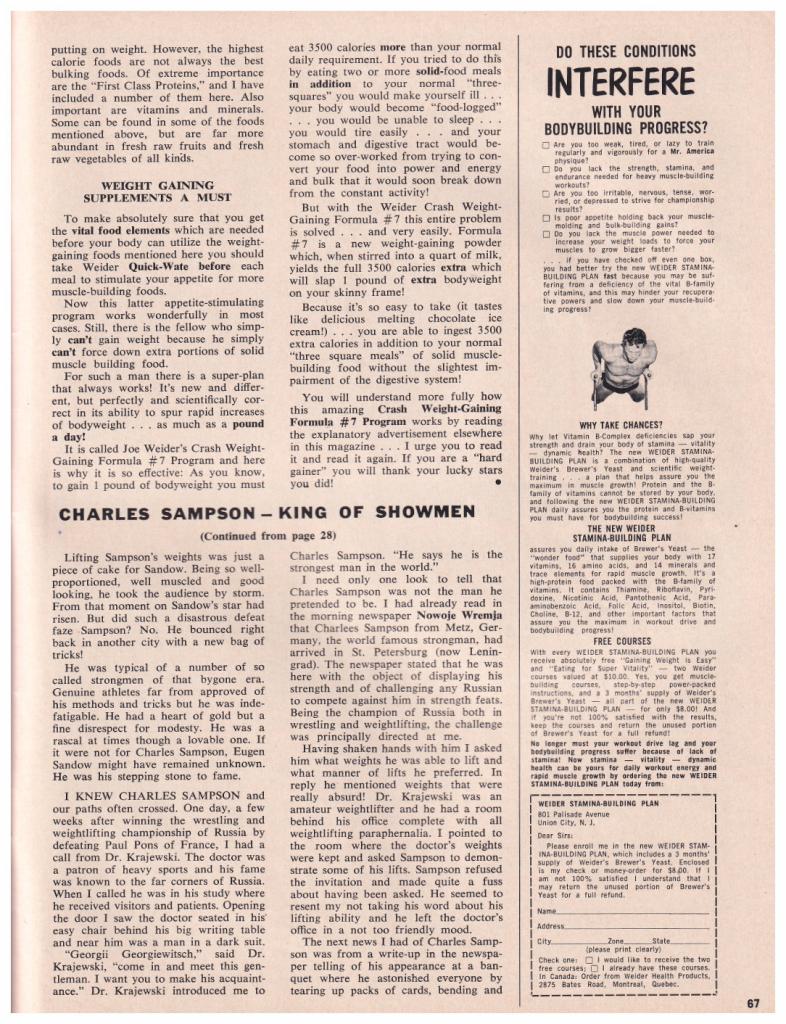 putting on weight. However, the highest
calorie foods are not always the best
bulking foods. Of extreme importance
are the "First Class Proteins," and I have
included a number of them here. Also
important are vitamins and minerals.
Some can be found in some of the foods
mentioned above, but are far more
abundant in fresh raw fruits and fresh
raw vegetables of all kinds.
WEIGHT GAINING
SUPPLEMENTS A MUST
To make absolutely sure that you get
the vital food elements which are needed
before your body can utilize the weight-
gaining foods mentioned here you should
take Weider Quick-Wate before each
meal to stimulate your appetite for more
muscle-building foods.
Now this latter appetite-stimulating
program works wonderfully in most
cases. Still, there is the fellow who simp-
ly can't gain weight because he simply
can't force down extra portions of solid
muscle building food.
For such a man there is a super-plan
that always works! It's new and differ-
ent, but perfectly and scientifically cor-
rect in its ability to spur rapid increases
of bodyweight . . . as much as a pound
a day!
It is called Joe Weider's Crash Weight-
Gaining Formula #7 Program and here
is why it is so effective: As you know,
to gain 1 pound of bodyweight you must
eat 3500 calories more than your normal
daily requirement. If you tried to do this
by eating two or more solid-food meals
in addition to your normal "three-
squares" you would make yourself ill . . .
your body would become "food-logged"
. . . you would be unable to sleep . . .
you would tire easily . . . and your
stomach and digestive tract would be-
come so over-worked from trying to con-
vert your food into power and energy
and bulk that it would soon break down
from the constant activity!
But with the Weider Crash Weight-
Gaining Formula #7 this entire problem
is solved . . . and very easily. Formula
#7 is a new weight-gaining powder
which, when stirred into a quart of milk,
yields the full 3500 calories extra which
will slap 1 pound of extra bodyweight
on your skinny frame!
Because it's so easy to take (it tastes
like delicious melting chocolate ice
cream!) . . . you are able to ingest 3500
extra calories in addition to your normal
"three square meals" of solid muscle-
building food without the slightest im-
pairment of the digestive system!
You will understand more fully how
this amazing Crash Weight-Gaining
Formula #7 Program works by reading
the explanatory advertisement elsewhere
in this magazine . . . I urge you to read
it and read it again. If you are a "hard
gainer" you will thank your lucky stars
you did! •
CHARLES SAMPSON – KING OF SHOWMEN
(Continued from page 28)
Lifting Sampson's weights was just a
piece of cake for Sandow. Being so well-
proportioned, well muscled and good
looking, he took the audience by storm.
From that moment on Sandow's star had
risen. But did such a disastrous defeat
faze Sampson? No. He bounced right
back in another city with a new bag of
tricks!
He was typical of a number of so
called strongmen of that bygone era.
Genuine athletes far from approved of
his methods and tricks but he was inde-
fatigable. He had a heart of gold but a
fine disrespect for modesty. He was a
rascal at times though a lovable one. If
it were not for Charles Sampson, Eugen
Sandow might have remained unknown.
He was his stepping stone to fame.
I KNEW CHARLES SAMPSON and
our paths often crossed. One day, a few
weeks after winning the wrestling and
weightlifting championship of Russia by
defeating Paul Pons of France, I had a
call from Dr. Krajewski. The doctor was
a patron of heavy sports and his fame
was known to the far corners of Russia.
When I called he was in his study where
he received visitors and patients. Opening
the door I saw the doctor seated in his
easy chair behind his big writing table
and near him was a man in a dark suit.
"Georgii Georgiewitsch," said Dr.
Krajewski, "come in and meet this gen-
tleman. I want you to make his acquaint-
ance." Dr. Krajewski introduced me to
Charles Sampson. "He says he is the
strongest man in the world."
I need only one look to tell that
Charles Sampson was not the man he
pretended to be. I had already read in
the morning newspaper Nowoje Wremja
that Charlees Sampson from Metz, Ger-
many, the world famous strongman, had
arrived in St. Petersburg (now Lenin-
grad). The newspaper stated that he was
here with the object of displaying his
strength and of challenging any Russian
to compete against him in strength feats.
Being the champion of Russia both in
wrestling and weightlifting, the challenge
was principally directed at me.
Having shaken hands with him I asked
him what weights he was able to lift and
what manner of lifts he preferred. In
reply he mentioned weights that were
really absurd! Dr. Krajewski was an
amateur weightlifter and he had a room
behind his office complete with all
weightlifting paraphernalia. I pointed to
the room where the doctor's weights
were kept and asked Sampson to demon-
strate some of his lifts. Sampson refused
the invitation and made quite a fuss
about having been asked. He seemed to
resent my not taking his word about his
lifting ability and he left the doctor's
office in a not too friendly mood.
The next news I had of Charles Samp-
son was from a write-up in the newspa-
per telling of his appearance at a ban-
quet where he astonished everyone by
tearing up packs of cards, bending and
DO THESE CONDITIONS
INTERFERE
WITH YOUR
BODYBUILDING PROGRESS?
☐ Are you too weak, tired, or lazy to train
regularly and vigorously for a Mr. America
physique?
☐ Do you lack the strength, stamina, and
endurance needed for heavy muscle-building
workouts?
☐ Are you too irritable, nervous, tense, wor-
ried, or depressed to strive for championship
results?
☐ Is poor appetite holding back your muscle-
molding and bulk-building gains?
☐ Do you lack the muscle power needed to
increase your weight loads to force your
muscles to grow bigger faster?
. . . if you have checked off even one box,
you had better try the new WEIDER STAMINA-
BUILDING PLAN fast because you may be suf-
fering from a deficiency of the vital B-family
of vitamins, and this may hinder your recupera-
tive powers and slow down your muscle-build-
ing progress?
WHY TAKE CHANCES?
Why let Vitamin B-Complex deficiencies sap your
strength and drain your body of stamina — vitality
— dynamic health? The new WEIDER STAMINA-
BUILDING PLAN is a combination of high-quality
Weider's Brewer's Yeast and scientific weight-
training . . . a plan that helps assure you the
maximum in muscle growth! Protein and the B-
family of vitamins cannot be stored by your body,
and following the new WEIDER STAMINA-BUILDING
PLAN daily assures you the protein and B-vitamins
you must have for bodybuilding success!
THE NEW WEIDER
STAMINA-BUILDING PLAN
assures you daily intake of Brewer's Yeast — the
"wonder food" that supplies your body with 17
vitamins, 16 amino acids, and 14 minerals and
trace elements for rapid muscle growth. It's a
high-protein food packed with the B-family of
vitamins. It contains Thiamine, Riboflavin, Pyri-
doxine, Nicotinic Acid, Pantothenic Acid, Para-
aminobenzoic Acid, Folic Acid, Inositol, Biotin,
Choline, B-12, and other important factors that
assure you the maximum in workout drive and
bodybuilding progress!
FREE COURSES
With every WEIDER STAMINA-BUILDING PLAN you
receive absolutely free "Gaining Weight is Easy"
and "Eating for Super Vitality" — two Weider
courses valued at $10.00. Yes, you get muscle-
building courses, step-by-step power-packed
instructions, and a 3 months' supply of Weider's
Brewer's Yeast — all part of the new WEIDER
STAMINA-BUILDING PLAN — for only $8.00! And
if you're not 100% satisfied with the results,
keep the courses and return the unused portion
of Brewer's Yeast for a full refund!
No longer must your workout drive lag and your
bodybuilding progress suffer because of lack of
stamina! Now stamina — vitality — dynamic
health can be yours for daily workout energy and
rapid muscle growth by ordering the new WEIDER
STAMINA-BUILDING PLAN today from:
WEIDER STAMINA-BUILDING PLAN
801 Palisade Avenue
Union City, N. J.
Dear Sirs:
Please enroll me in the new WEIDER STAM-
INA-BUILDING PLAN, which includes a 3 months'
supply of Weider's Brewer's Yeast. Enclosed
is my check or money-order for $8.00. If I
am not 100% satisfied I understand that I
may return the unused portion of Brewer's
Yeast for a full refund.
Name
Address
City Zone State
(please print clearly)
Check one: ☐ I would like to receive the two
free courses; ☐ I already have these courses.
In Canada: Order from Weider Health Products,
2875 Bates Road, Montreal, Quebec.
67